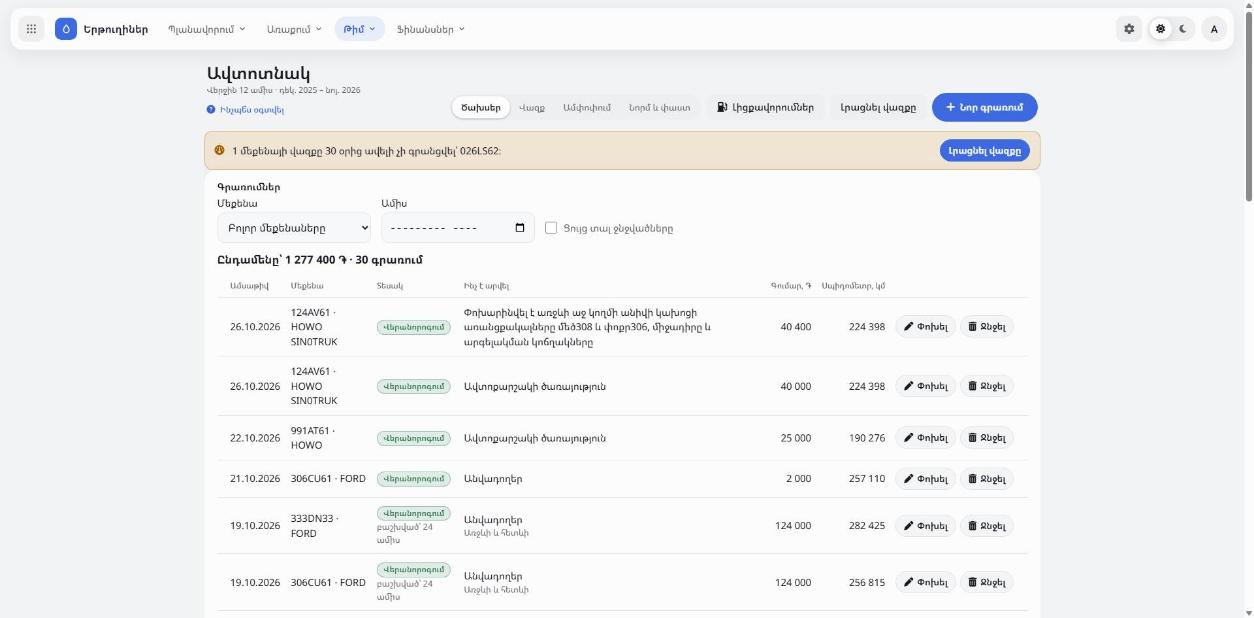 Երթուղիներ
Պլանավորում
Առաքում
Թիմ
Ֆինանսներ
A
Ավտոտնակ
Վերջին 12 ամիս · դեկ. 2025 – նոյ. 2026
Ինչպես օգտվել
Ծախսեր
Վազք
Ամփոփում
Նորմ և փաստ
Լիցքավորումներ
Լրացնել վազքը
+ Նոր գրառում
1 մեքենայի վազքը 30 օրից ավելի չի գրանցվել՝ 026LS62:
Լրացնել վազքը
Գրառումներ
Մեքենա
Ամիս
Բոլոր մեքենաները
--------- ----
Ցույց տալ ջնջվածները
Ընդամենը՝ 1 277 400 ֏ · 30 գրառում
Ամսաթիվ Մեքենա Տեսակ Ինչ է արվել Գումար, ֏ Սպիդոմետր, կմ
26.10.2026
124AV61 ·
HOWO
SIN0TRUK
Վերանորոգում
Փոխարինվել է առջևի աջ կողմի անիվի կախոցի
առանցքակալները մեծ308 և փոքր306, միջադիրը և
արգելակման կոճղակները
40 400
224 398
Փոխել
Ջնջել
26.10.2026
124AV61 ·
HOWO
SIN0TRUK
Վերանորոգում
Ավտոքարշակի ծառայություն
40 000
224 398
Փոխել
Ջնջել
22.10.2026
991AT61 ·
HOWO
Վերանորոգում
Ավտոքարշակի ծառայություն
25 000
190 276
Փոխել
Ջնջել
21.10.2026
306CU61 · FORD
Վերանորոգում
Անվադողեր
2 000
257 110
Փոխել
Ջնջել
19.10.2026
333DN33 ·
FORD
Վերանորոգում
բաշխված՝ 24
ամիս
Անվադողեր
Առջևի և հետևի
124 000
282 425
Փոխել
Ջնջել
19.10.2026
306CU61 · FORD
Վերանորոգում
բաշխված՝ 24
ամիս
Անվադողեր
Առջևի և հետևի
124 000
256 815
Փոխել
Ջնջել